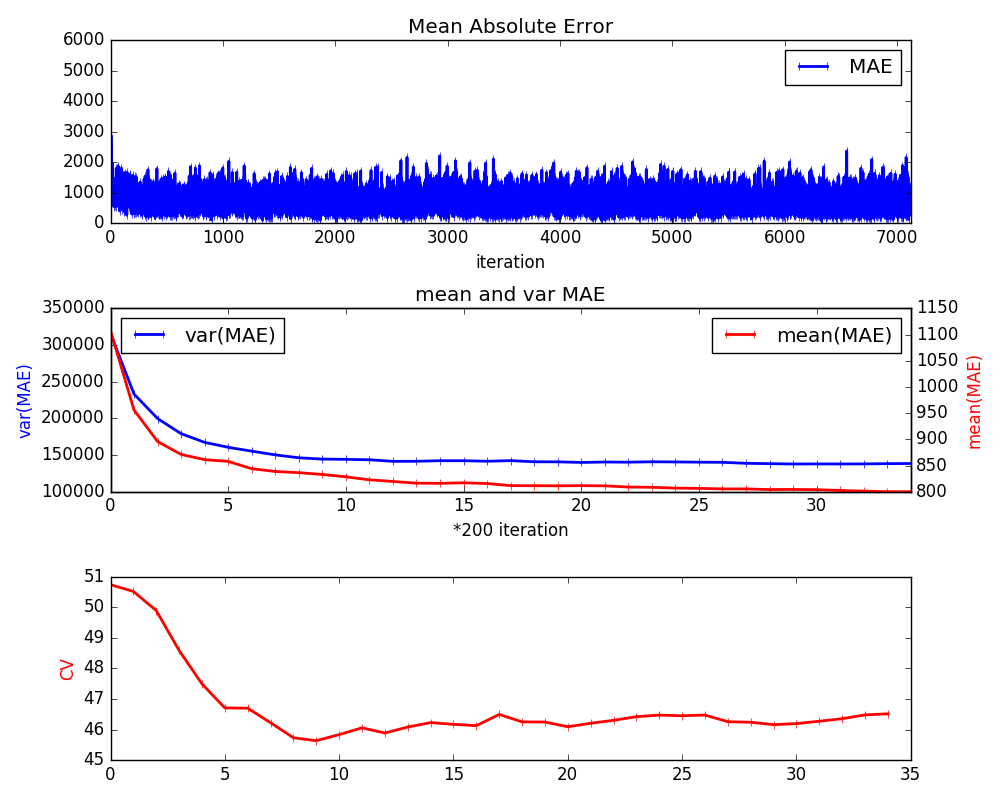 Mean Absolute Error
6000
5000
4000
3000
2000
1000
0
MAE
0 1000 2000 3000 4000 5000 6000 7000
iteration
mean and var MAE
350000
300000
250000
200000
150000
100000
var(MAE)
var(MAE)
mean(MAE)
1150
1100
1050
1000
950
900
850
800
mean(MAE)
0 5 10 15 20 25 30
*200 iteration
51
50
49
48
47
46
45
CV
0 5 10 15 20 25 30 35